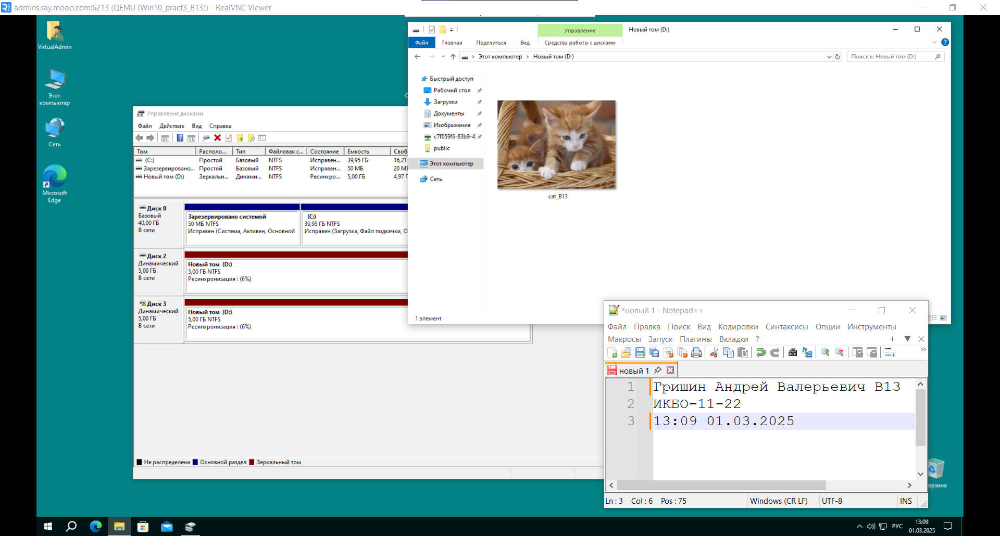 admins.say.mooo.com:6213 (QEMU (Win10_pract3_B13)) - RealVNC Viewer
VirtualAdmin
Этот
компьютер
Сеть
Microsoft
Edge
Управление дисками
Файл Действие Вид Справка
Том Располо... Тип Файловая с... Состояние Емкость Своб
(C:) Простой Базовый NTFS Исправен... 39,95 ГБ 16,21
Зарезервировано... Простой Базовый NTFS Исправен... 50 МБ 20 МБ
Новый том (D:) Зеркальн... Динами... NTFS Ресинхро... 5,00 ГБ 4,97 Г
Диск 0
Базовый
40,00 ГБ
В сети
Зарезервировано системой
50 МБ NTFS
Исправен (Система, Активен, Основной
(C:)
39,95 ГБ NTFS
Исправен (Загрузка, Файл подкачки, О
Диск 2
Динамический
5,00 ГБ
В сети
Новый том (D:)
5,00 ГБ NTFS
Ресинхронизация : (6%)
Диск 3
Динамический
5,00 ГБ
В сети
Новый том (D:)
5,00 ГБ NTFS
Ресинхронизация : (6%)
Не распределена Основной раздел Зеркальный том
Управление
Новый том (D:)
Файл Главная Поделиться Вид Средства работы с дисками
Этот компьютер Новый том (D:)
Поиск в: Новый том (D:)
Быстрый доступ
Рабочий стол
Загрузки
Документы
Изображения
c7f059f6-83b9-4
public
Этот компьютер
Сеть
cat_B13
1 элемент
*новый 1 - Notepad++
Файл Правка Поиск Вид Кодировки Синтаксисы Опции Инструменты
Макросы Запуск Плагины Вкладки ?
новый 1
1 Гришин Андрей Валерьевич В13
2 ИКБО-11-22
3 13:09 01.03.2025
Ln : 3 Col : 6 Pos : 75 Windows (CR LF) UTF-8 INS
орзина
РУС
13:09
01.03.2025